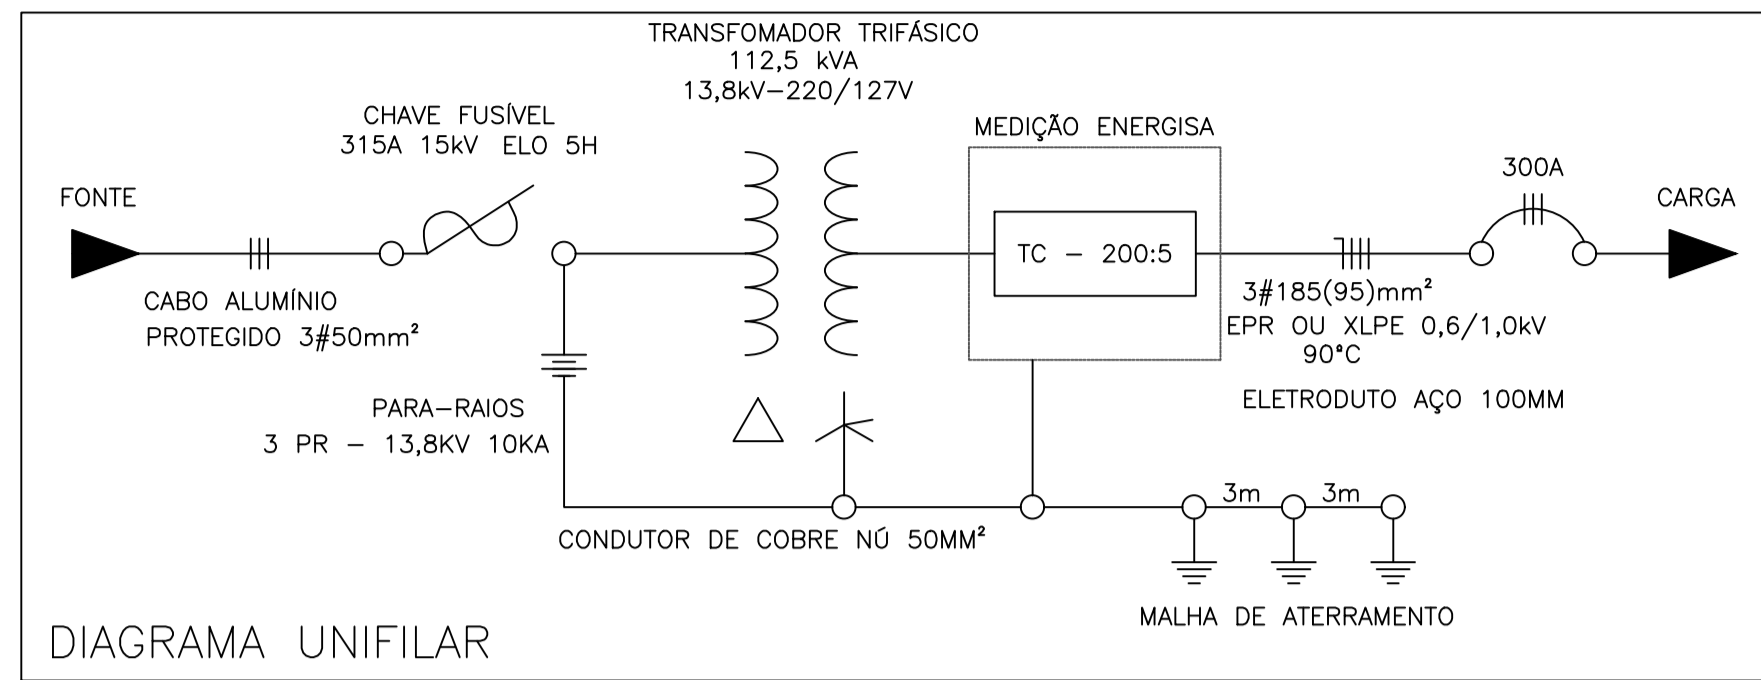 TRANSFOMADOR TRIFÁSICO
112,5 kVA
13,8kV-220/127V
CHAVE FUSÍVEL
315A 15kV ELO 5H
MEDIÇÃO ENERGISA
300A
FONTE
CARGA
TC - 200:5
CABO ALUMÍNIO
PROTEGIDO 3#50mm²
3#185(95)mm²
EPR OU XLPE 0,6/1,0kV
90°C
ELETRODUTO AÇO 100MM
PARA-RAIOS
3 PR - 13,8KV 10KA
3m 3m
CONDUTOR DE COBRE NÚ 50MM²
MALHA DE ATERRAMENTO
DIAGRAMA UNIFILAR